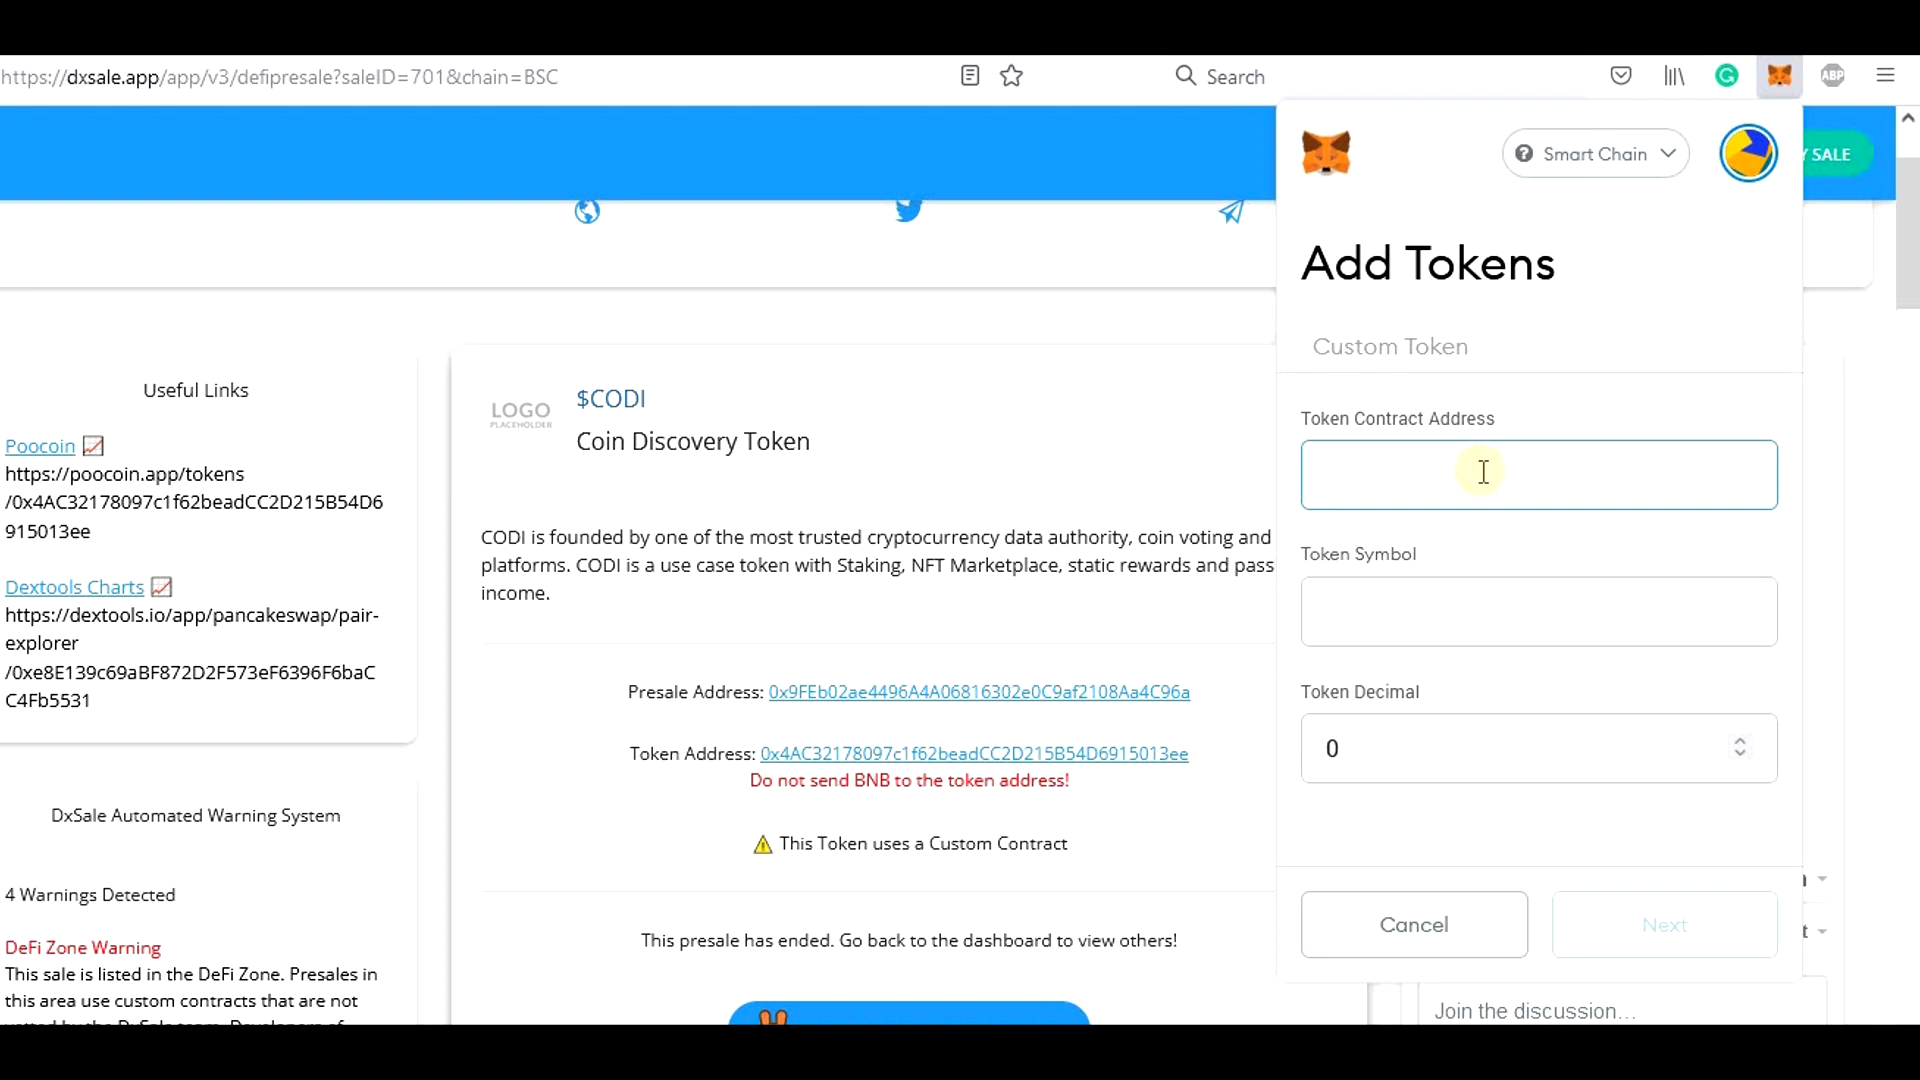 https://dxsale.app/app/v3/defipresale?saleID=701&chain=BSC
Search
ABP
Smart Chain
SALE
Add Tokens
Custom Token
Token Contract Address
Token Symbol
Token Decimal
0
Cancel
Next
Useful Links
Poocoin
https://poocoin.app/tokens
/0x4AC32178097c1f62beadCC2D215B54D6
915013ee
Dextools Charts
https://dextools.io/app/pancakeswap/pair-
explorer
/0xe8E139c69aBF872D2F573eF6396F6baC
C4Fb5531
DxSale Automated Warning System
4 Warnings Detected
DeFi Zone Warning
This sale is listed in the DeFi Zone. Presales in
this area use custom contracts that are not
LOGO
PLACEHOLDER
$CODI
Coin Discovery Token
CODI is founded by one of the most trusted cryptocurrency data authority, coin voting and
platforms. CODI is a use case token with Staking, NFT Marketplace, static rewards and pass
income.
Presale Address: 0x9FEb02ae4496A4A06816302e0C9af2108Aa4C96a
Token Address: 0x4AC32178097c1f62beadCC2D215B54D6915013ee
Do not send BNB to the token address!
This Token uses a Custom Contract
This presale has ended. Go back to the dashboard to view others!
Join the discussion...